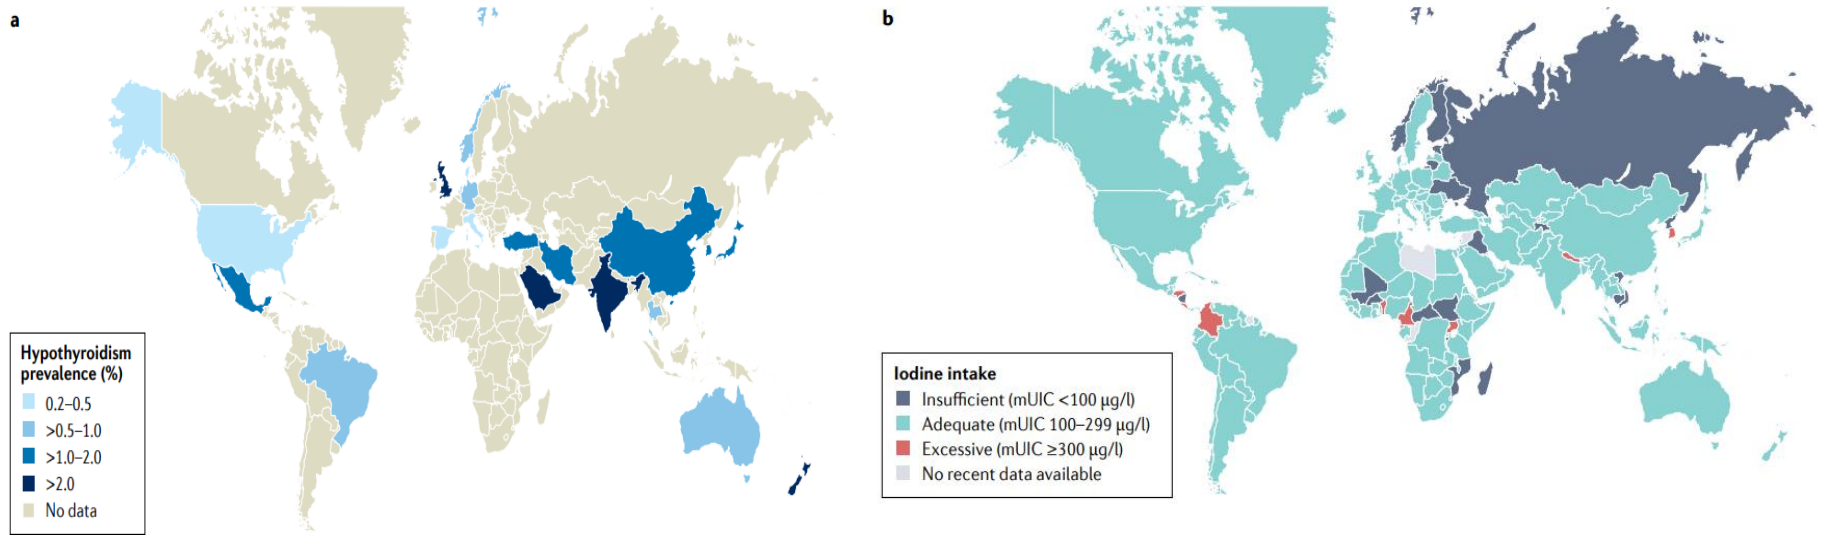 a
Hypothyroidism
prevalence (%)
0.2–0.5
>0.5–1.0
>1.0–2.0
>2.0
No data
b
Iodine intake
Insufficient (mUIC <100 μg/l)
Adequate (mUIC 100–299 μg/l)
Excessive (mUIC ≥300 μg/l)
No recent data available